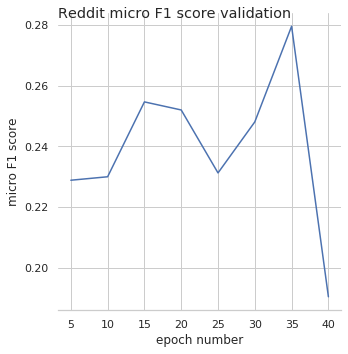 Reddit micro F1 score validation
0.28
0.26
0.24
0.22
0.20
micro F1 score
5 10 15 20 25 30 35 40
epoch number